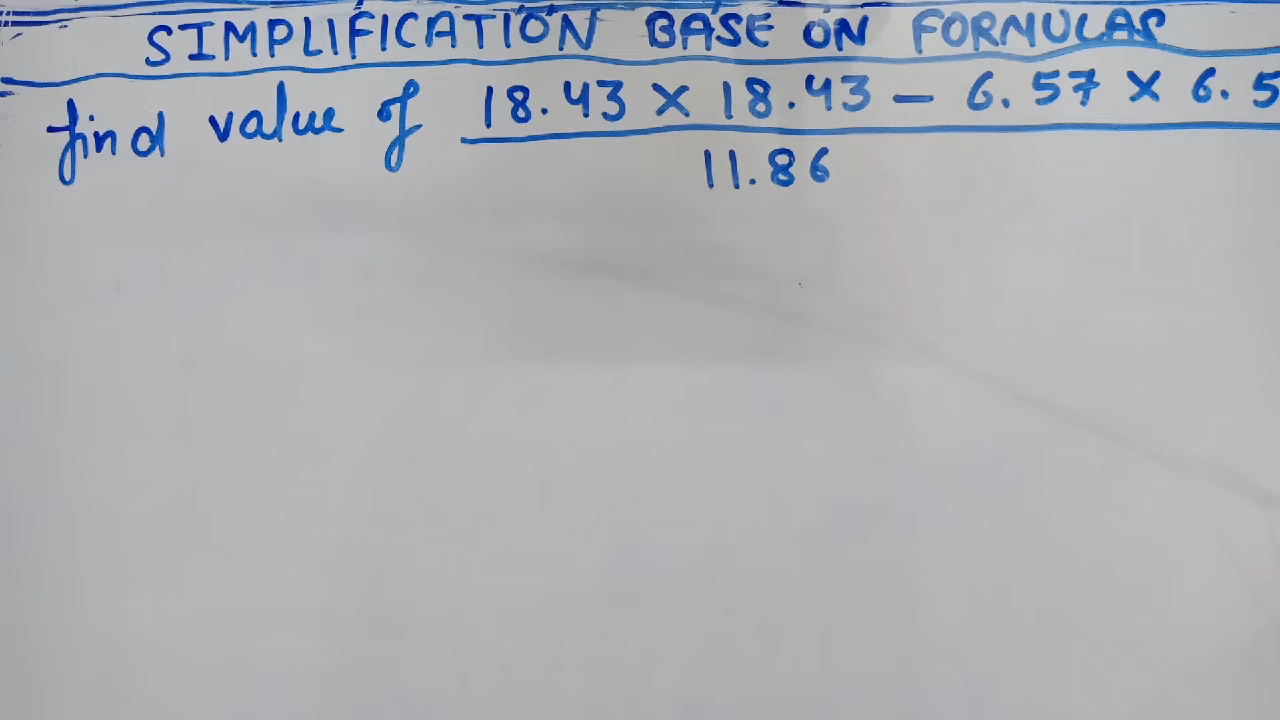 SIMPLIFICATION BASE ON FORMULAS
find value of 18.43 × 18.43 − 6.57 × 6.5
11.86